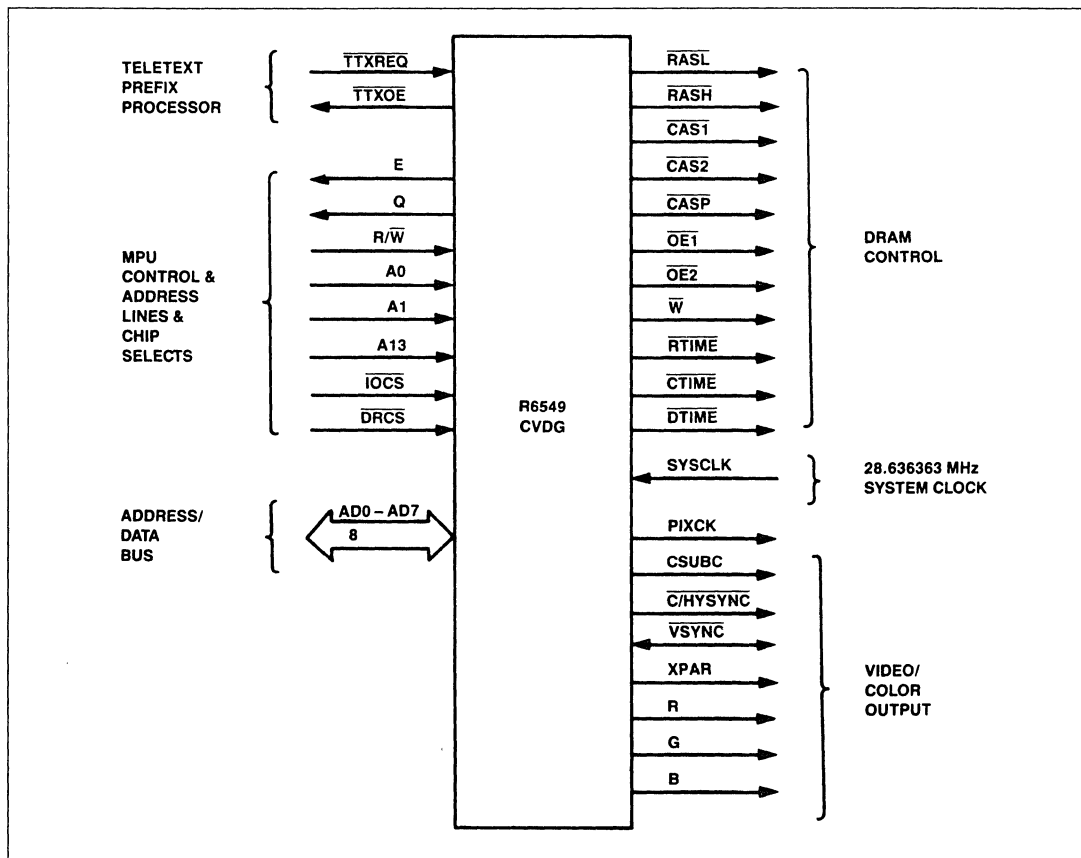 TELETEXT
PREFIX
PROCESSOR
TTXREQ
TTXOE
MPU
CONTROL &
ADDRESS
LINES &
CHIP
SELECTS
E
Q
R/W
A0
A1
A13
IOCS
DRCS
ADDRESS/
DATA
BUS
AD0 – AD7
8
R6549
CVDG
RASL
RASH
CAS1
CAS2
CASP
OE1
OE2
W
RTIME
CTIME
DTIME
DRAM
CONTROL
SYSCLK
28.636363 MHz
SYSTEM CLOCK
PIXCK
CSUBC
C/HYSYNC
VSYNC
XPAR
R
G
B
VIDEO/
COLOR
OUTPUT